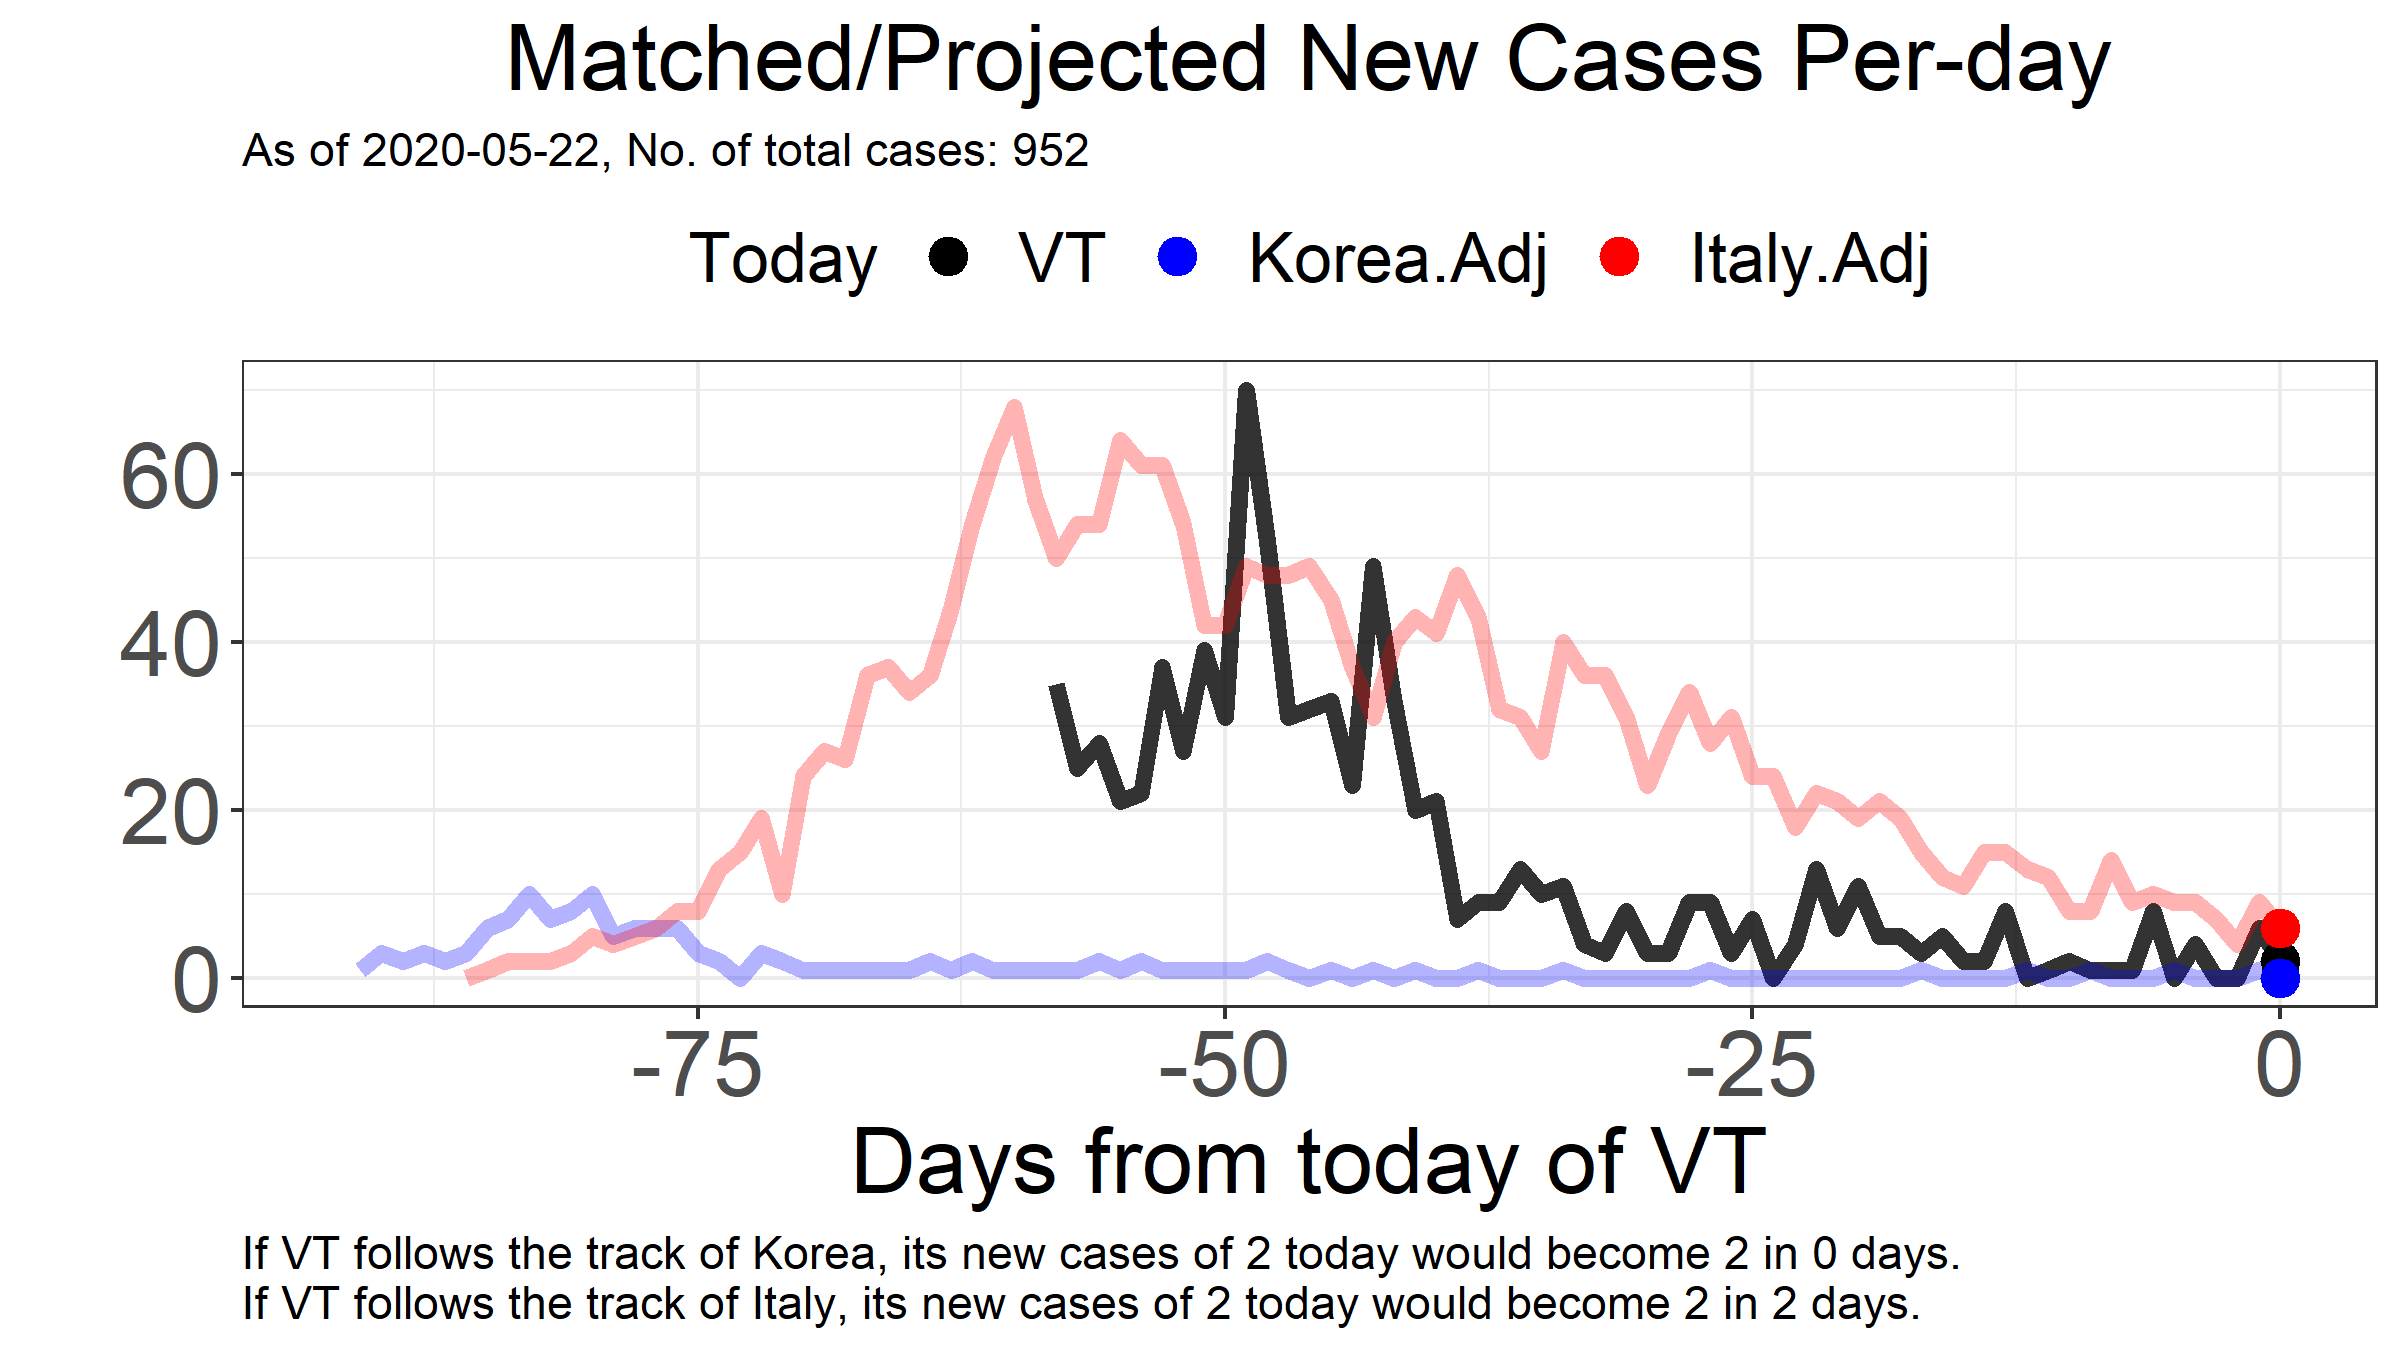 Matched/Projected New Cases Per-day
As of 2020-05-22, No. of total cases: 952
Today VT Korea.Adj Italy.Adj
60
40
20
0
-75 -50 -25 0
Days from today of VT
If VT follows the track of Korea, its new cases of 2 today would become 2 in 0 days.
If VT follows the track of Italy, its new cases of 2 today would become 2 in 2 days.